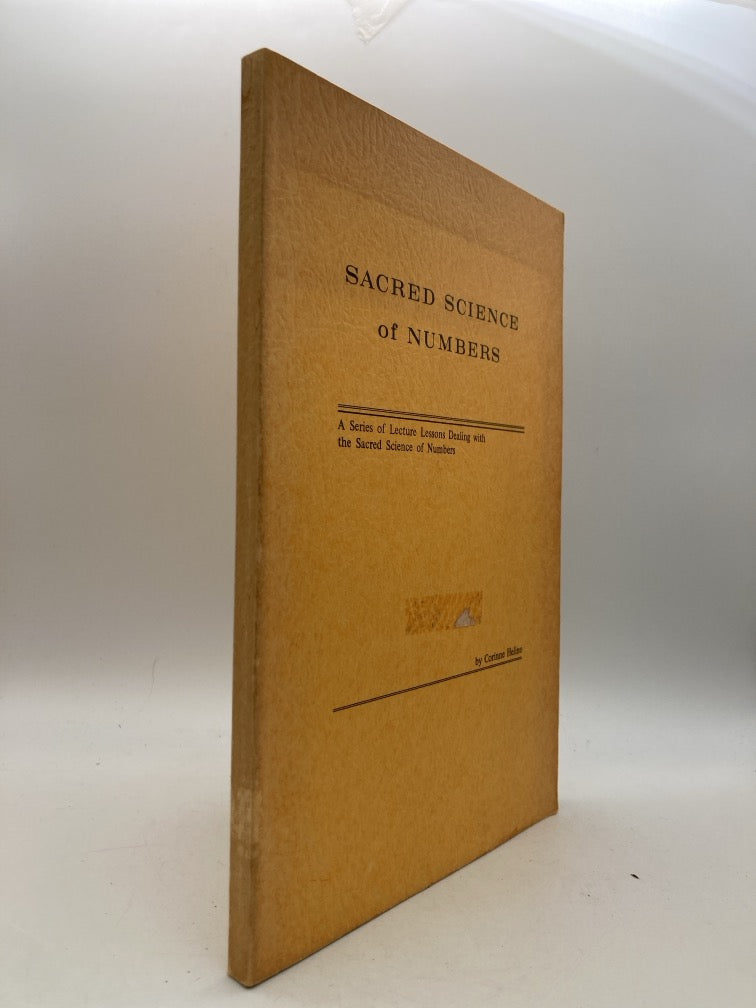 SACRED SCIENCE
of NUMBERS
A Series of Lecture Lessons Dealing with
the Sacred Science of Numbers
by Corinne Heline